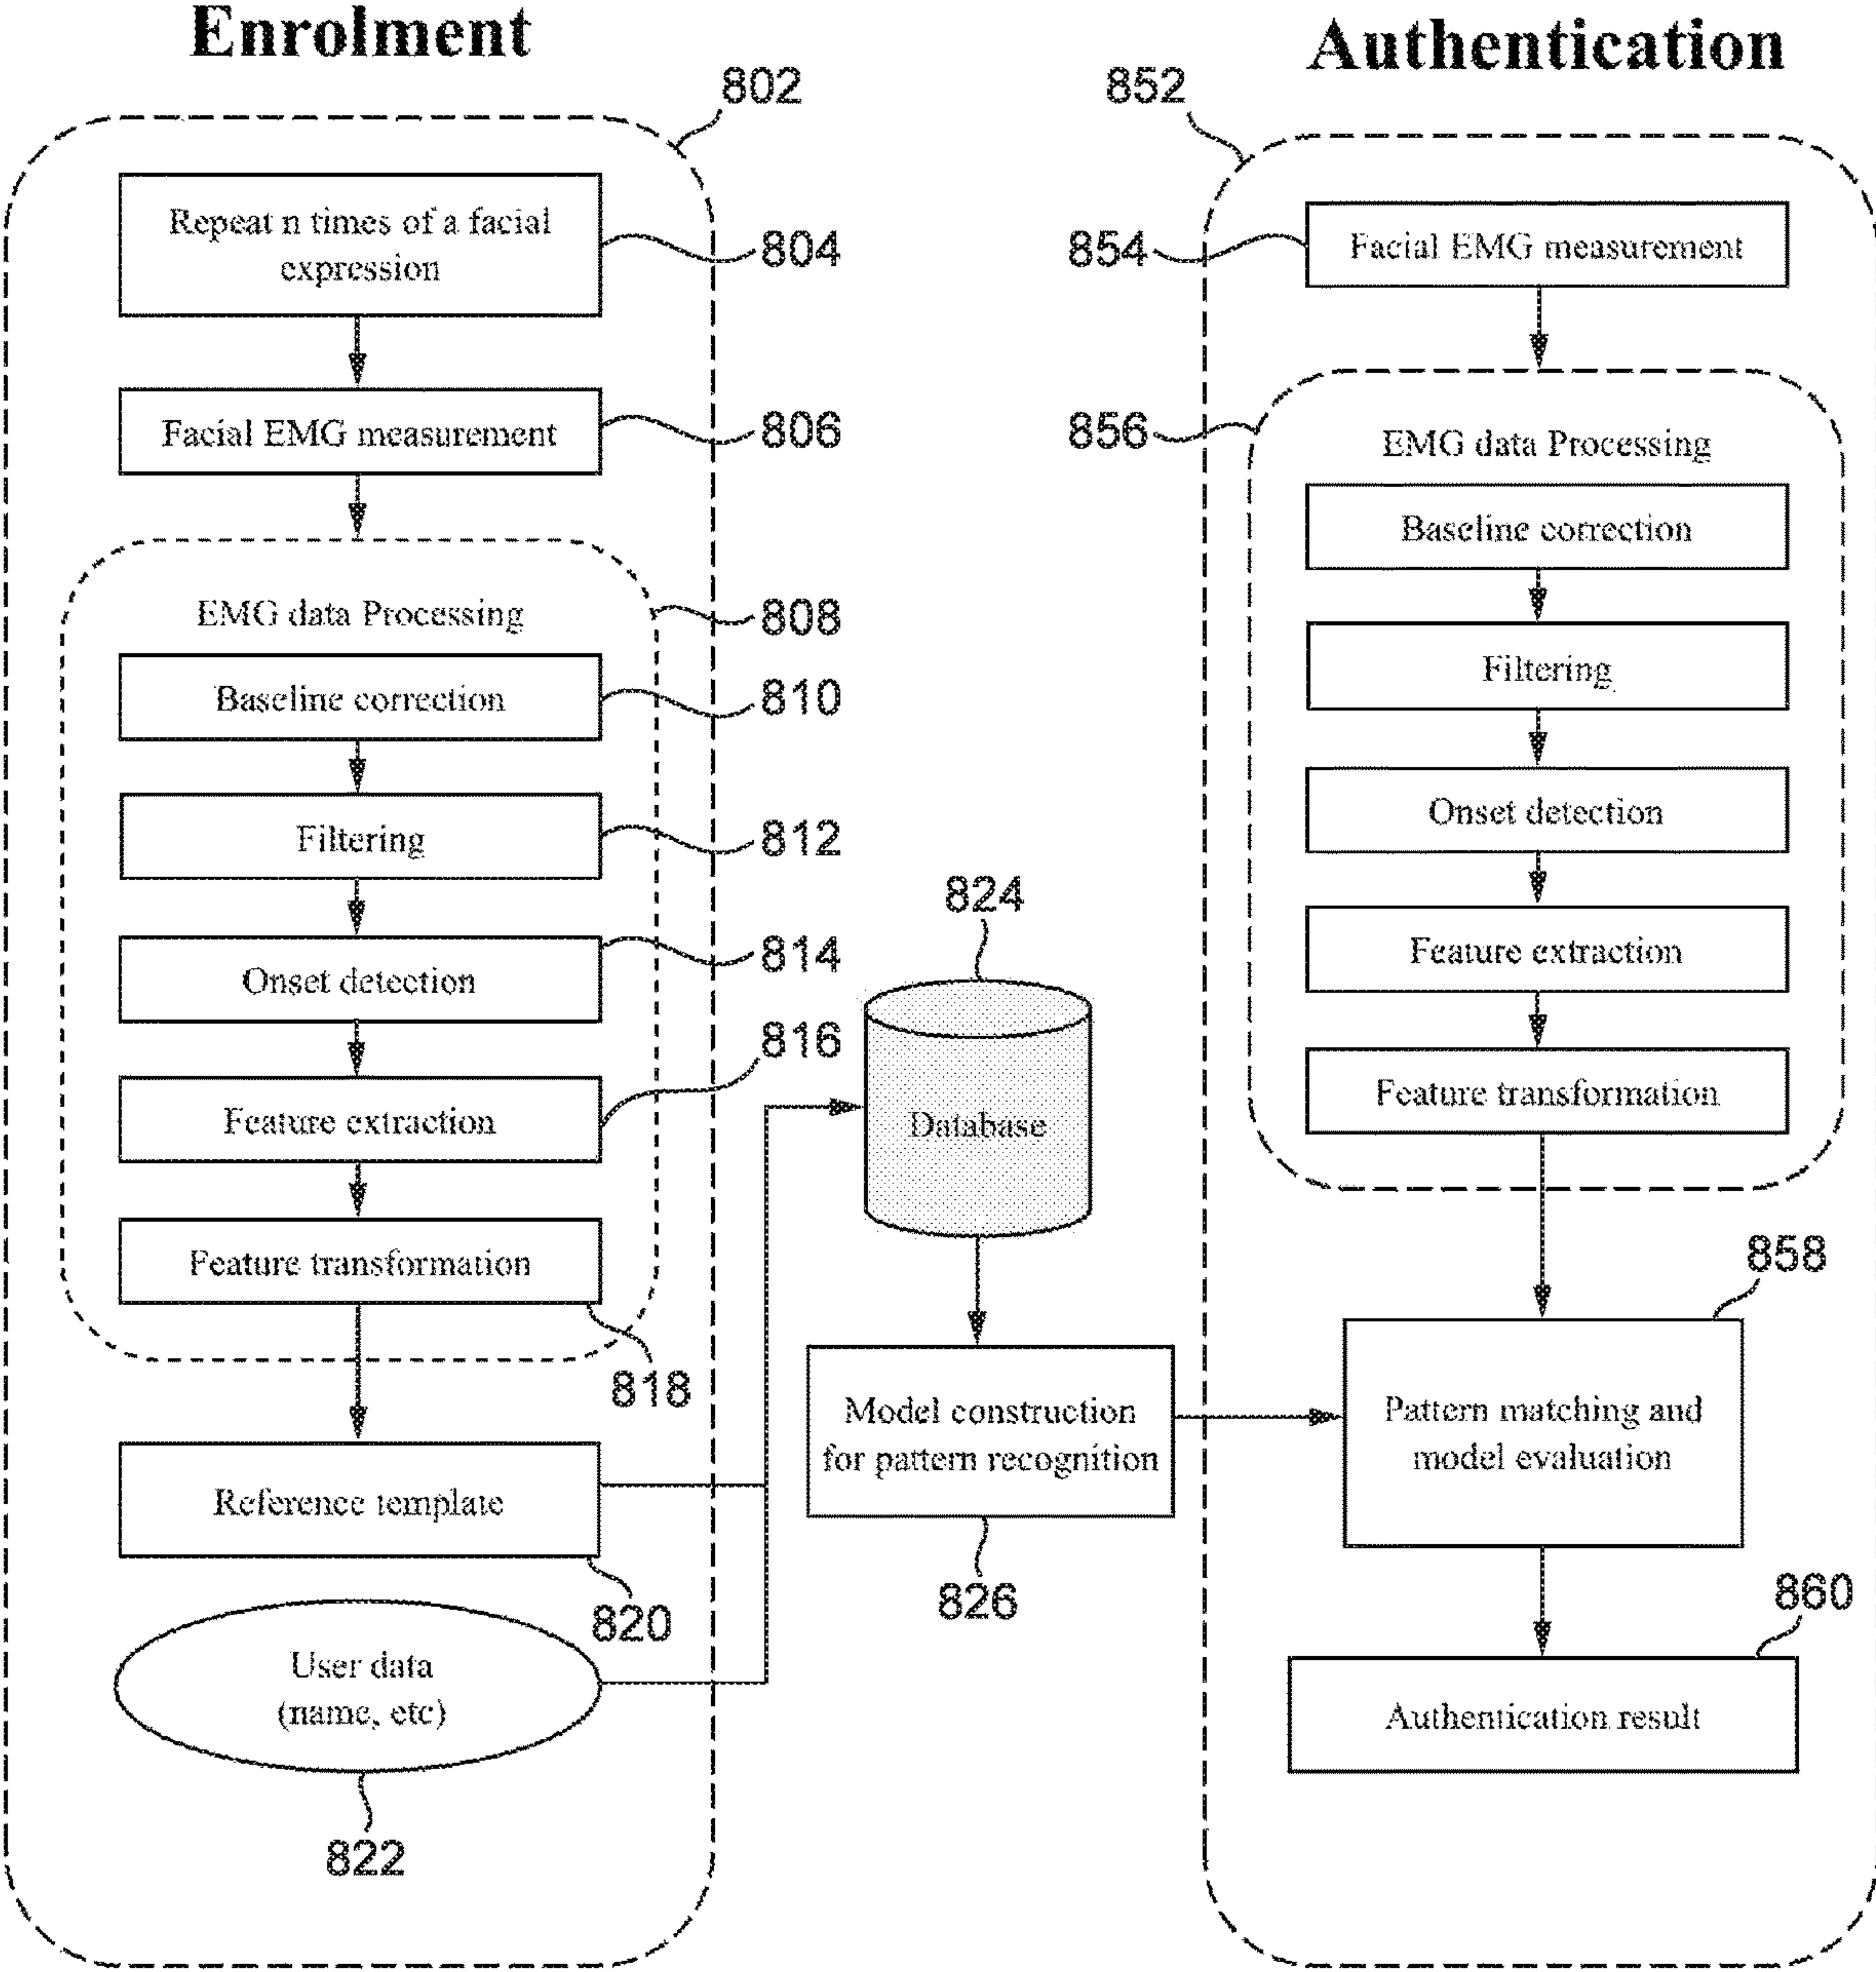 Enrolment
802
Repeat n times of a facial
expression
804
Facial EMG measurement
806
EMG data Processing
808
Baseline correction
810
Filtering
812
Onset detection
814
Feature extraction
816
Feature transformation
818
Reference template
820
User data
(name, etc)
822
824
Database
Model construction
for pattern recognition
826
Authentication
852
854
Facial EMG measurement
856
EMG data Processing
Baseline correction
Filtering
Onset detection
Feature extraction
Feature transformation
858
Pattern matching and
model evaluation
860
Authentication result